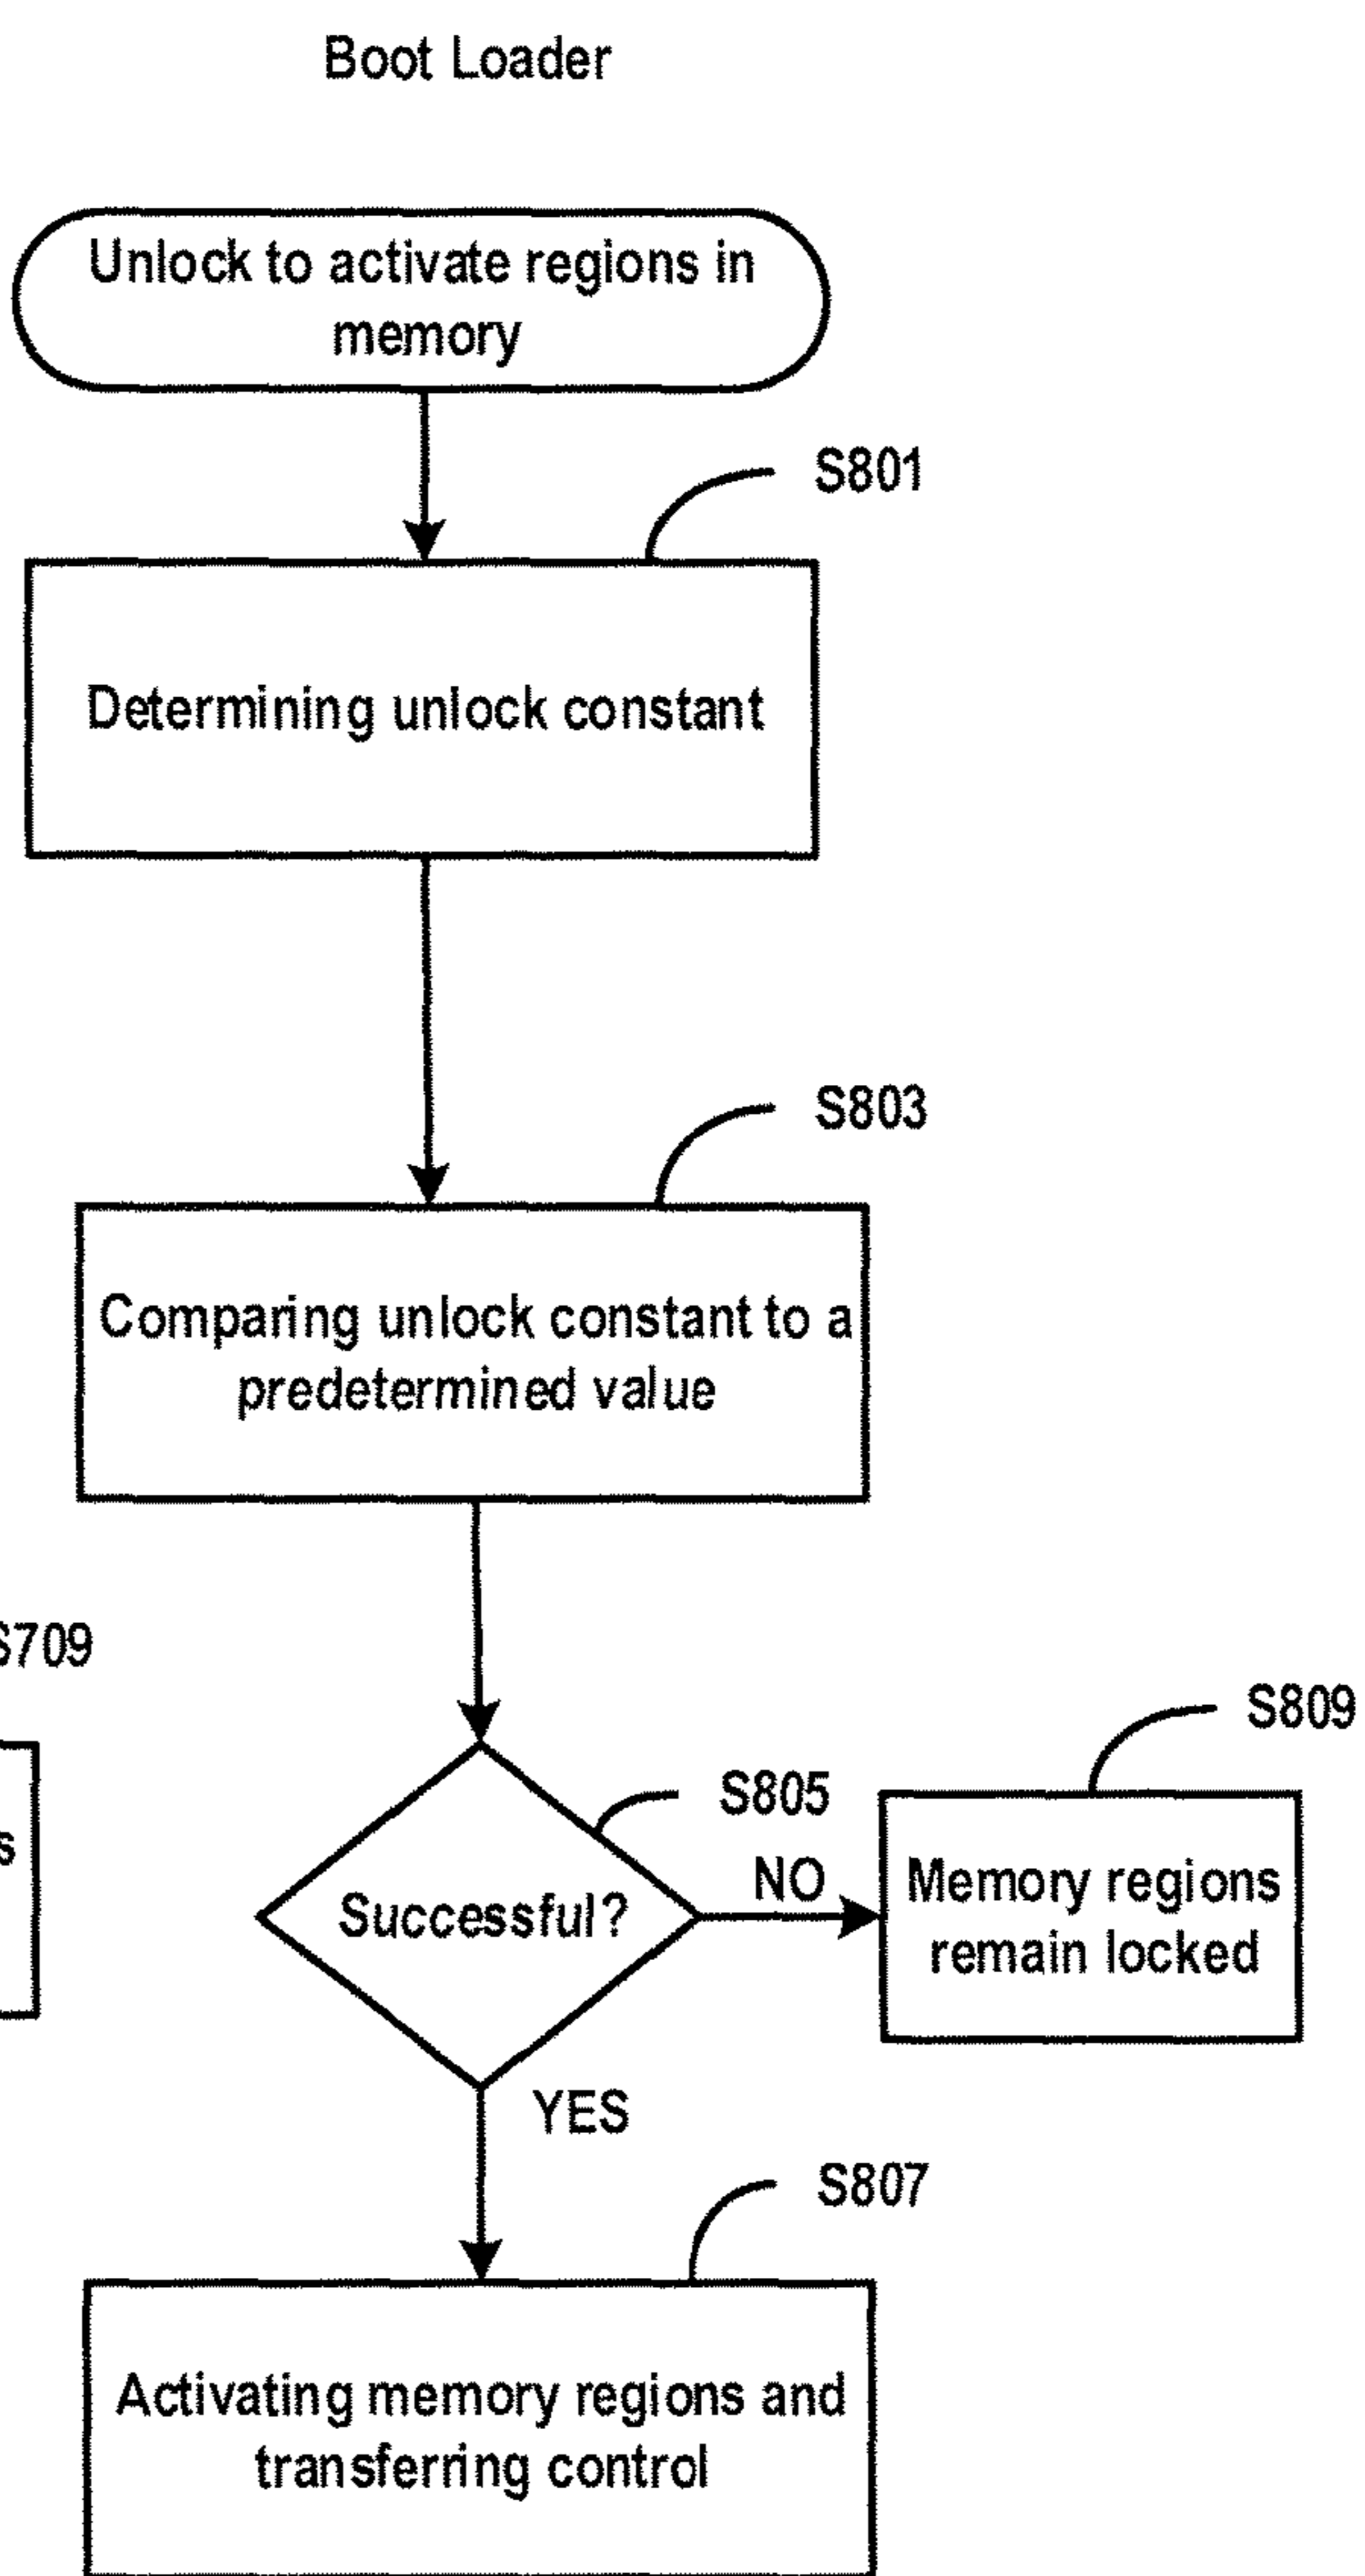 Boot Loader
Unlock to activate regions in
memory
S801
Determining unlock constant
S803
Comparing unlock constant to a
predetermined value
S709
S809
S805
s
Successful?
NO
Memory regions
remain locked
YES
S807
Activating memory regions and
transferring control